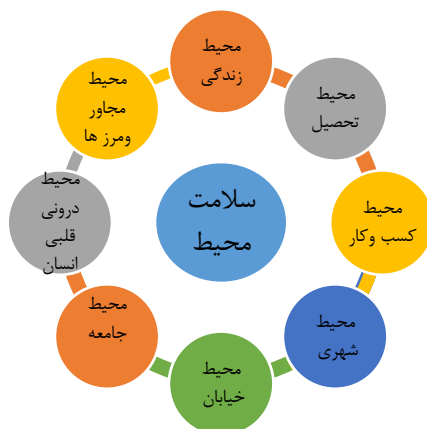 محیط
زندگی
محیط
تحصیل
محیط
کسب وکار
محیط
شهری
محیط
خیابان
محیط
جامعه
محیط
درونی
قلبی
انسان
محیط
مجاور
ومرز ها
سلامت
محیط